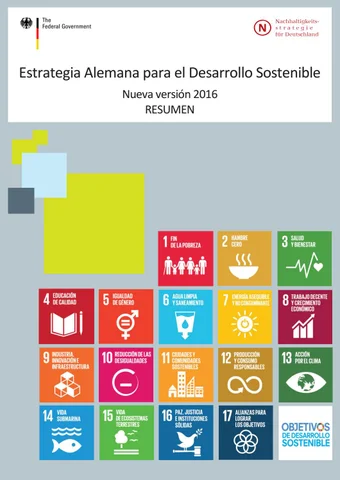 The
Federal Government
N
Nachhaltigkeits-
strategie
für Deutschland
Estrategia Alemana para el Desarrollo Sostenible
Nueva versión 2016
RESUMEN
1 FIN
DE LA POBREZA
2 HAMBRE
CERO
3 SALUD
Y BIENESTAR
4 EDUCACIÓN
DE CALIDAD
5 IGUALDAD
DE GÉNERO
6 AGUA LIMPIA
Y SANEAMIENTO
7 ENERGÍA ASEQUIBLE
Y NO CONTAMINANTE
8 TRABAJO DECENTE
Y CRECIMIENTO
ECONÓMICO
9 INDUSTRIA,
INNOVACIÓN E
INFRAESTRUCTURA
10 REDUCCIÓN DE LAS
DESIGUALDADES
11 CIUDADES Y
COMUNIDADES
SOSTENIBLES
12 PRODUCCIÓN
Y CONSUMO
RESPONSABLES
13 ACCIÓN
POR EL CLIMA
14 VIDA
SUBMARINA
15 VIDA
DE ECOSISTEMAS
TERRESTRES
16 PAZ, JUSTICIA
E INSTITUCIONES
SÓLIDAS
17 ALIANZAS PARA
LOGRAR
LOS OBJETIVOS
OBJETIVOS
DE DESARROLLO
SOSTENIBLE